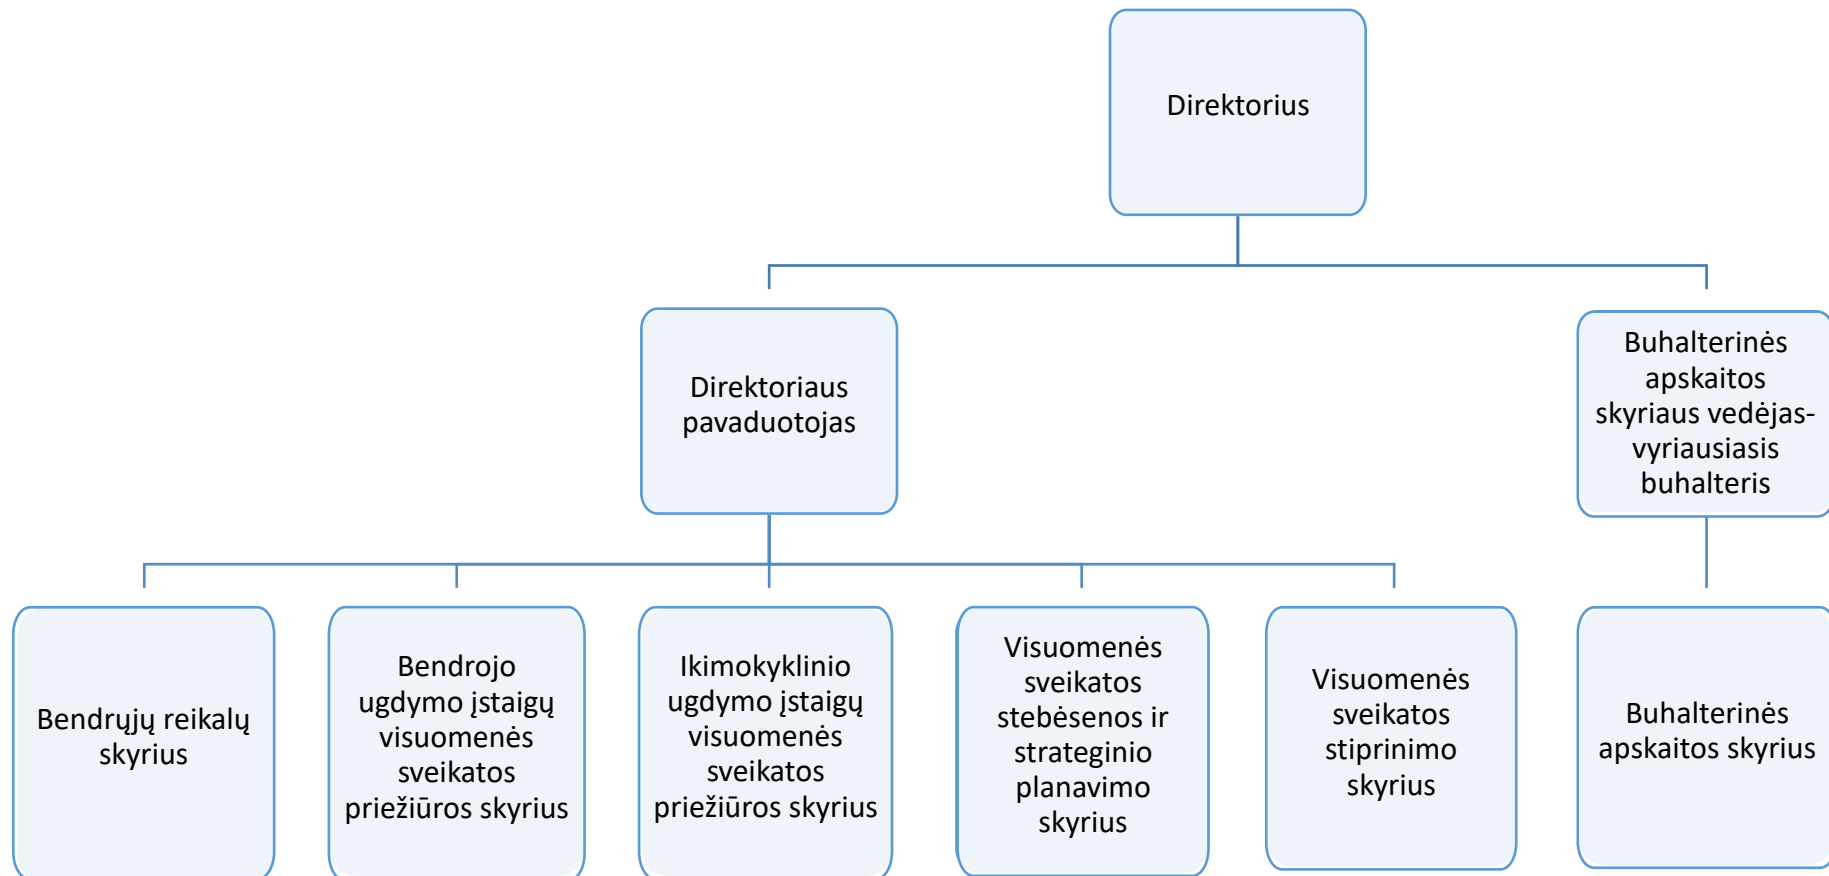 Direktorius
Direktoriaus
pavaduotojas
Buhalterinės
apskaitos
skyriaus vedėjas-
vyriausiasis
buhalteris
Bendrųjų reikalų
skyrius
Bendrojo
ugdymo įstaigų
visuomenės
sveikatos
priežiūros skyrius
Ikimokyklinio
ugdymo įstaigų
visuomenės
sveikatos
priežiūros skyrius
Visuomenės
sveikatos
stebėsenos ir
strateginio
planavimo
skyrius
Visuomenės
sveikatos
stiprinimo
skyrius
Buhalterinės
apskaitos skyrius